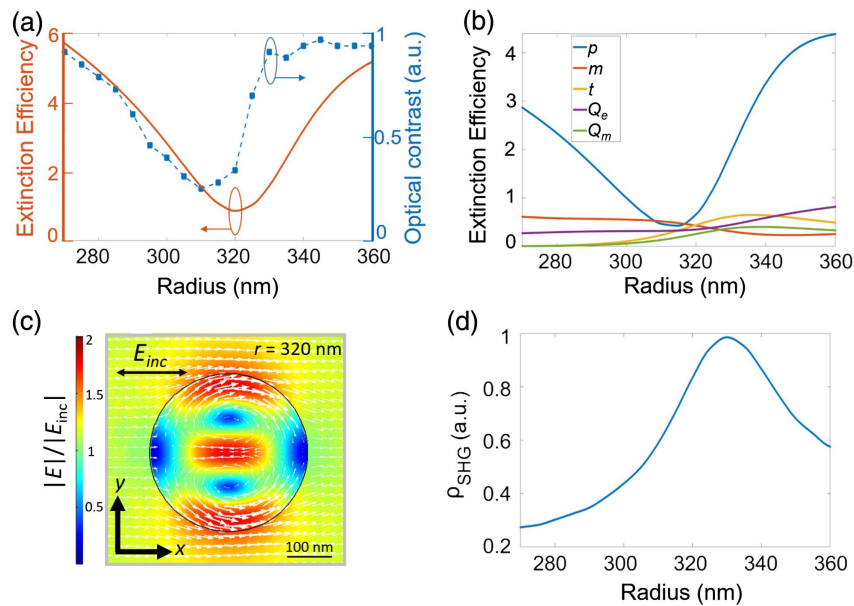 (a)
6
4
2
0
Extinction Efficiency
1
0.5
0
Optical contrast (a.u.)
280 300 320 340 360
Radius (nm)
(b)
4
3
2
1
0
Extinction Efficiency
p
m
t
Qe
Qm
280 300 320 340 360
Radius (nm)
(c)
2
1.5
1
0.5
|E|/|Einc|
Einc
r = 320 nm
y
x
100 nm
(d)
1
0.8
0.6
0.4
0.2
ρSHG (a.u.)
280 300 320 340 360
Radius (nm)